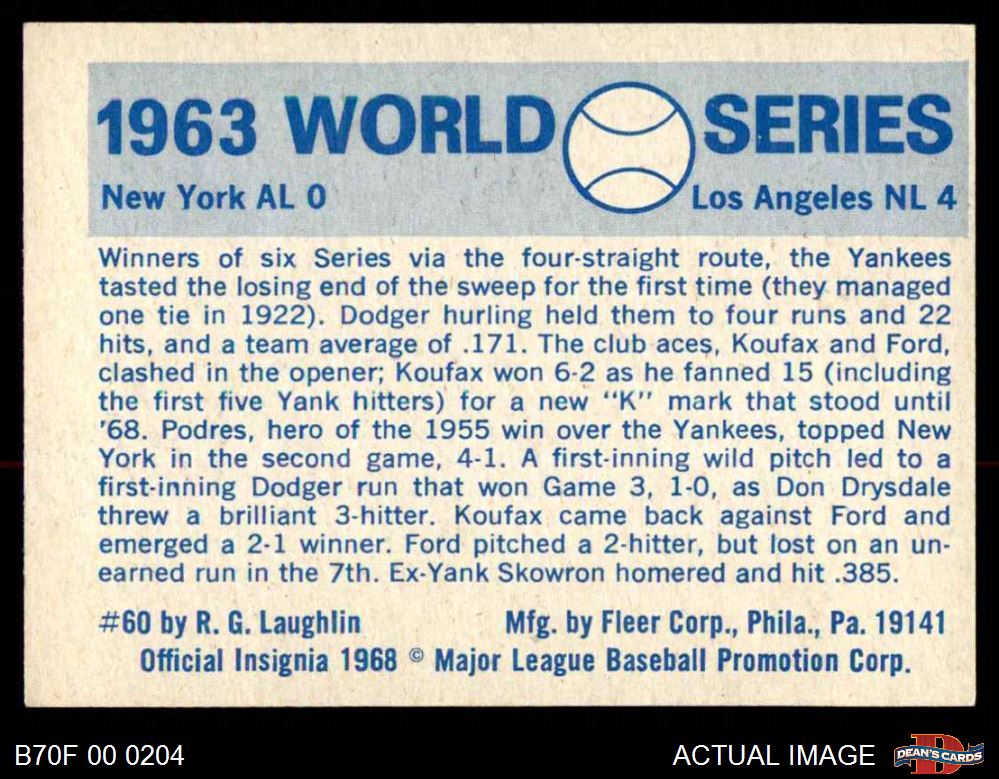 1963 WORLD SERIES
New York AL 0 Los Angeles NL 4
Winners of six Series via the four-straight route, the Yankees
tasted the losing end of the sweep for the first time (they managed
one tie in 1922). Dodger hurling held them to four runs and 22
hits, and a team average of .171. The club aces, Koufax and Ford,
clashed in the opener; Koufax won 6-2 as he fanned 15 (including
the first five Yank hitters) for a new "K" mark that stood until
'68. Podres, hero of the 1955 win over the Yankees, topped New
York in the second game, 4-1. A first-inning wild pitch led to a
first-inning Dodger run that won Game 3, 1-0, as Don Drysdale
threw a brilliant 3-hitter. Koufax came back against Ford and
emerged a 2-1 winner. Ford pitched a 2-hitter, but lost on an un-
earned run in the 7th. Ex-Yank Skowron homered and hit .385.
#60 by R. G. Laughlin Mfg. by Fleer Corp., Phila., Pa. 19141
Official Insignia 1968 © Major League Baseball Promotion Corp.
B70F 00 0204 ACTUAL IMAGE DEAN'S CARDS